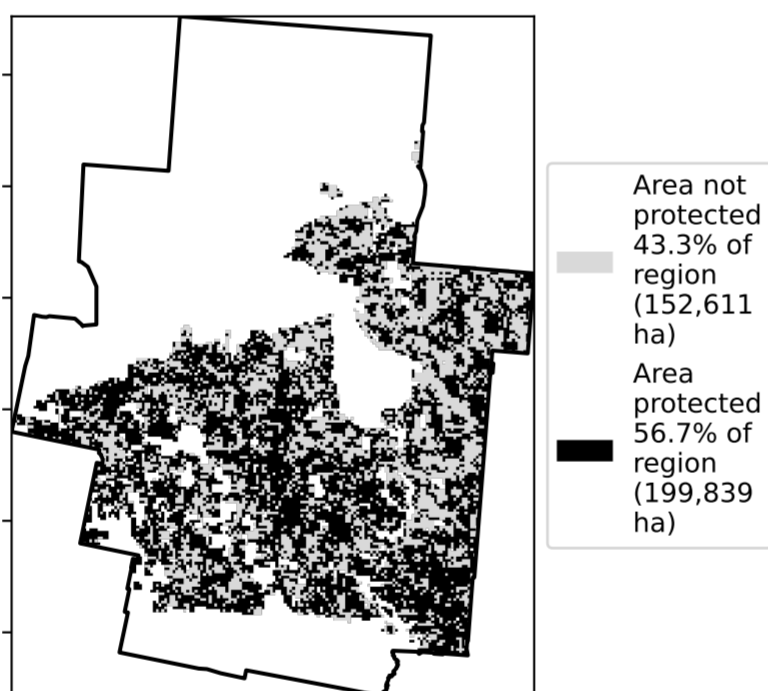 Area not
protected
43.3% of
region
(152,611
ha)
Area
protected
56.7% of
region
(199,839
ha)